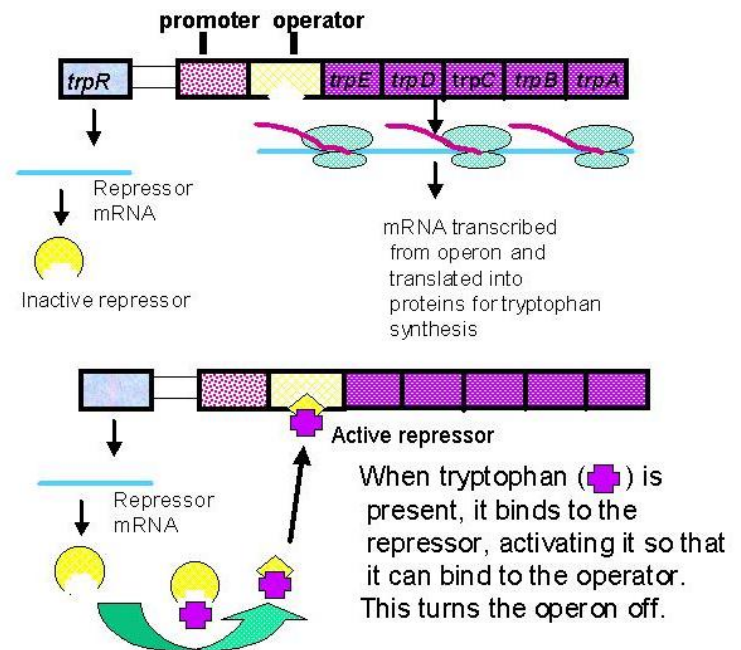 promoter operator
trpR
trpE trpD trpC trpB trpA
Repressor
mRNA
Inactive repressor
mRNA transcribed
from operon and
translated into
proteins for tryptophan
synthesis
Active repressor
Repressor
mRNA
When tryptophan ( ) is
present, it binds to the
repressor, activating it so that
it can bind to the operator.
This turns the operon off.